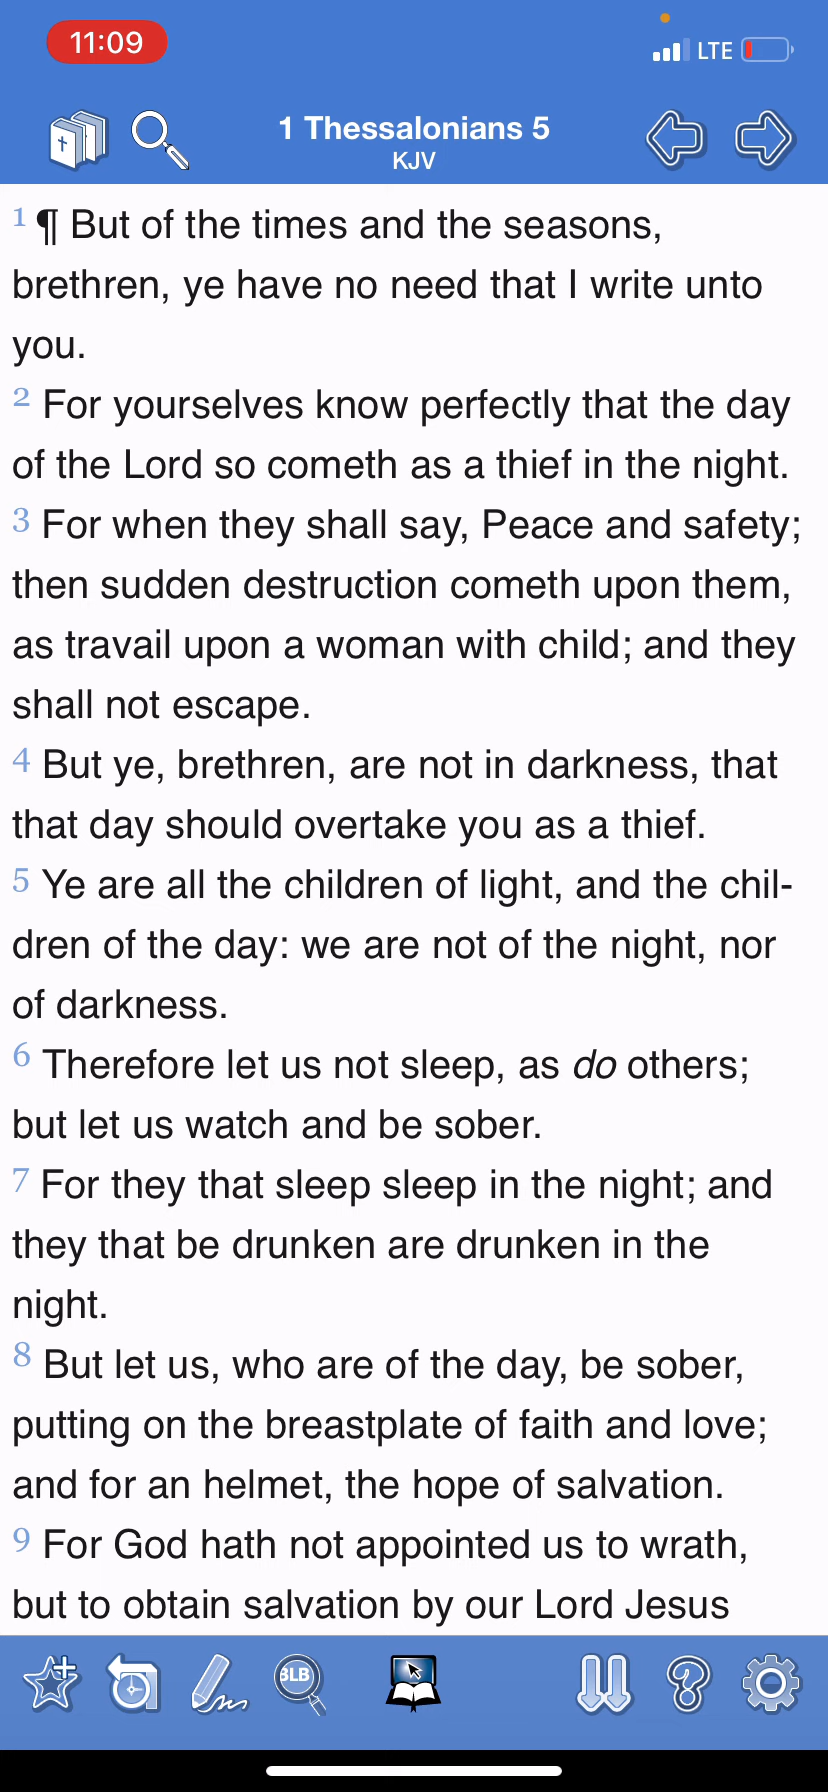 11:09
LTE
1 Thessalonians 5
KJV
1 ¶ But of the times and the seasons,
brethren, ye have no need that I write unto
you.
2 For yourselves know perfectly that the day
of the Lord so cometh as a thief in the night.
3 For when they shall say, Peace and safety;
then sudden destruction cometh upon them,
as travail upon a woman with child; and they
shall not escape.
4 But ye, brethren, are not in darkness, that
that day should overtake you as a thief.
5 Ye are all the children of light, and the chil-
dren of the day: we are not of the night, nor
of darkness.
6 Therefore let us not sleep, as do others;
but let us watch and be sober.
7 For they that sleep sleep in the night; and
they that be drunken are drunken in the
night.
8 But let us, who are of the day, be sober,
putting on the breastplate of faith and love;
and for an helmet, the hope of salvation.
9 For God hath not appointed us to wrath,
but to obtain salvation by our Lord Jesus
BLB